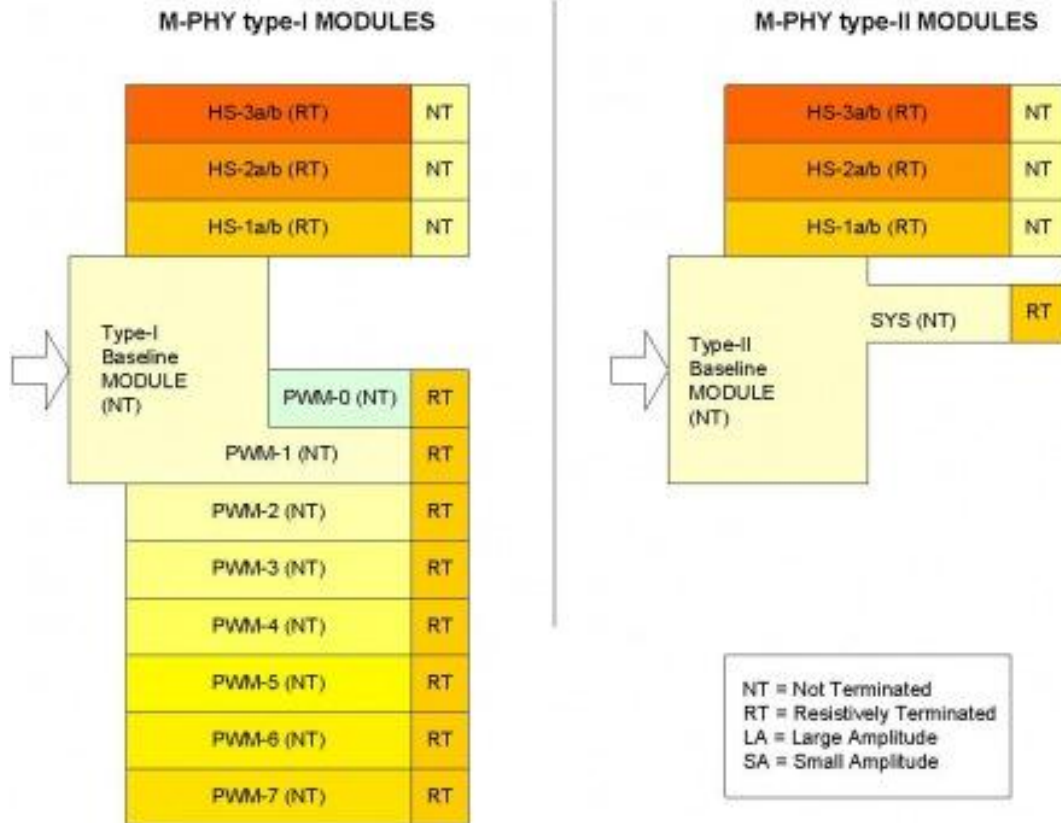 M-PHY type-I MODULES
HS-3a/b (RT) NT
HS-2a/b (RT) NT
HS-1a/b (RT) NT
Type-I
Baseline
MODULE
(NT)
PWM-0 (NT) RT
PWM-1 (NT) RT
PWM-2 (NT) RT
PWM-3 (NT) RT
PWM-4 (NT) RT
PWM-5 (NT) RT
PWM-6 (NT) RT
PWM-7 (NT) RT
M-PHY type-II MODULES
HS-3a/b (RT) NT
HS-2a/b (RT) NT
HS-1a/b (RT) NT
SYS (NT) RT
Type-II
Baseline
MODULE
(NT)
NT = Not Terminated
RT = Resistively Terminated
LA = Large Amplitude
SA = Small Amplitude